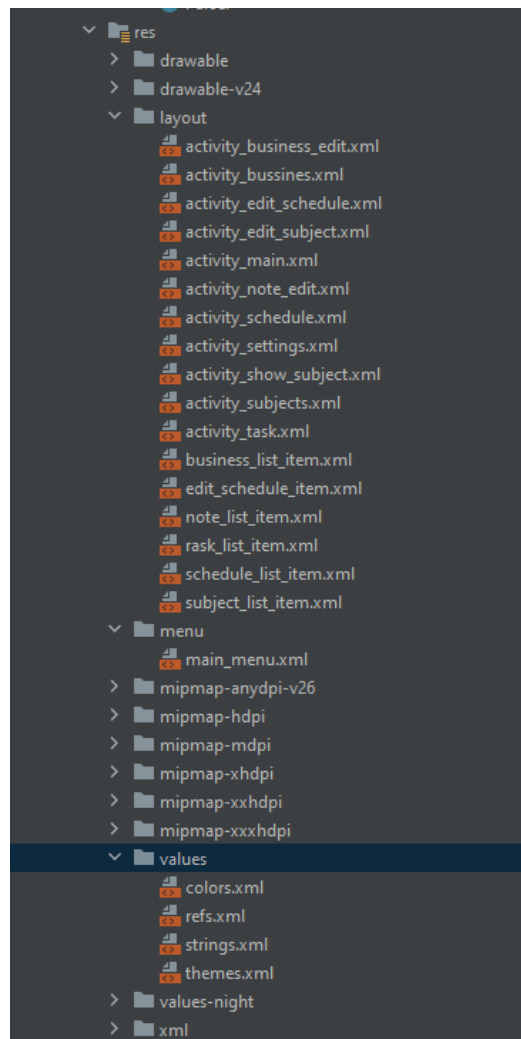 res
drawable
drawable-v24
layout
activity_business_edit.xml
activity_bussines.xml
activity_edit_schedule.xml
activity_edit_subject.xml
activity_main.xml
activity_note_edit.xml
activity_schedule.xml
activity_settings.xml
activity_show_subject.xml
activity_subjects.xml
activity_task.xml
business_list_item.xml
edit_schedule_item.xml
note_list_item.xml
rask_list_item.xml
schedule_list_item.xml
subject_list_item.xml
menu
main_menu.xml
mipmap-anydpi-v26
mipmap-hdpi
mipmap-mdpi
mipmap-xhdpi
mipmap-xxhdpi
mipmap-xxxhdpi
values
colors.xml
refs.xml
strings.xml
themes.xml
values-night
xml